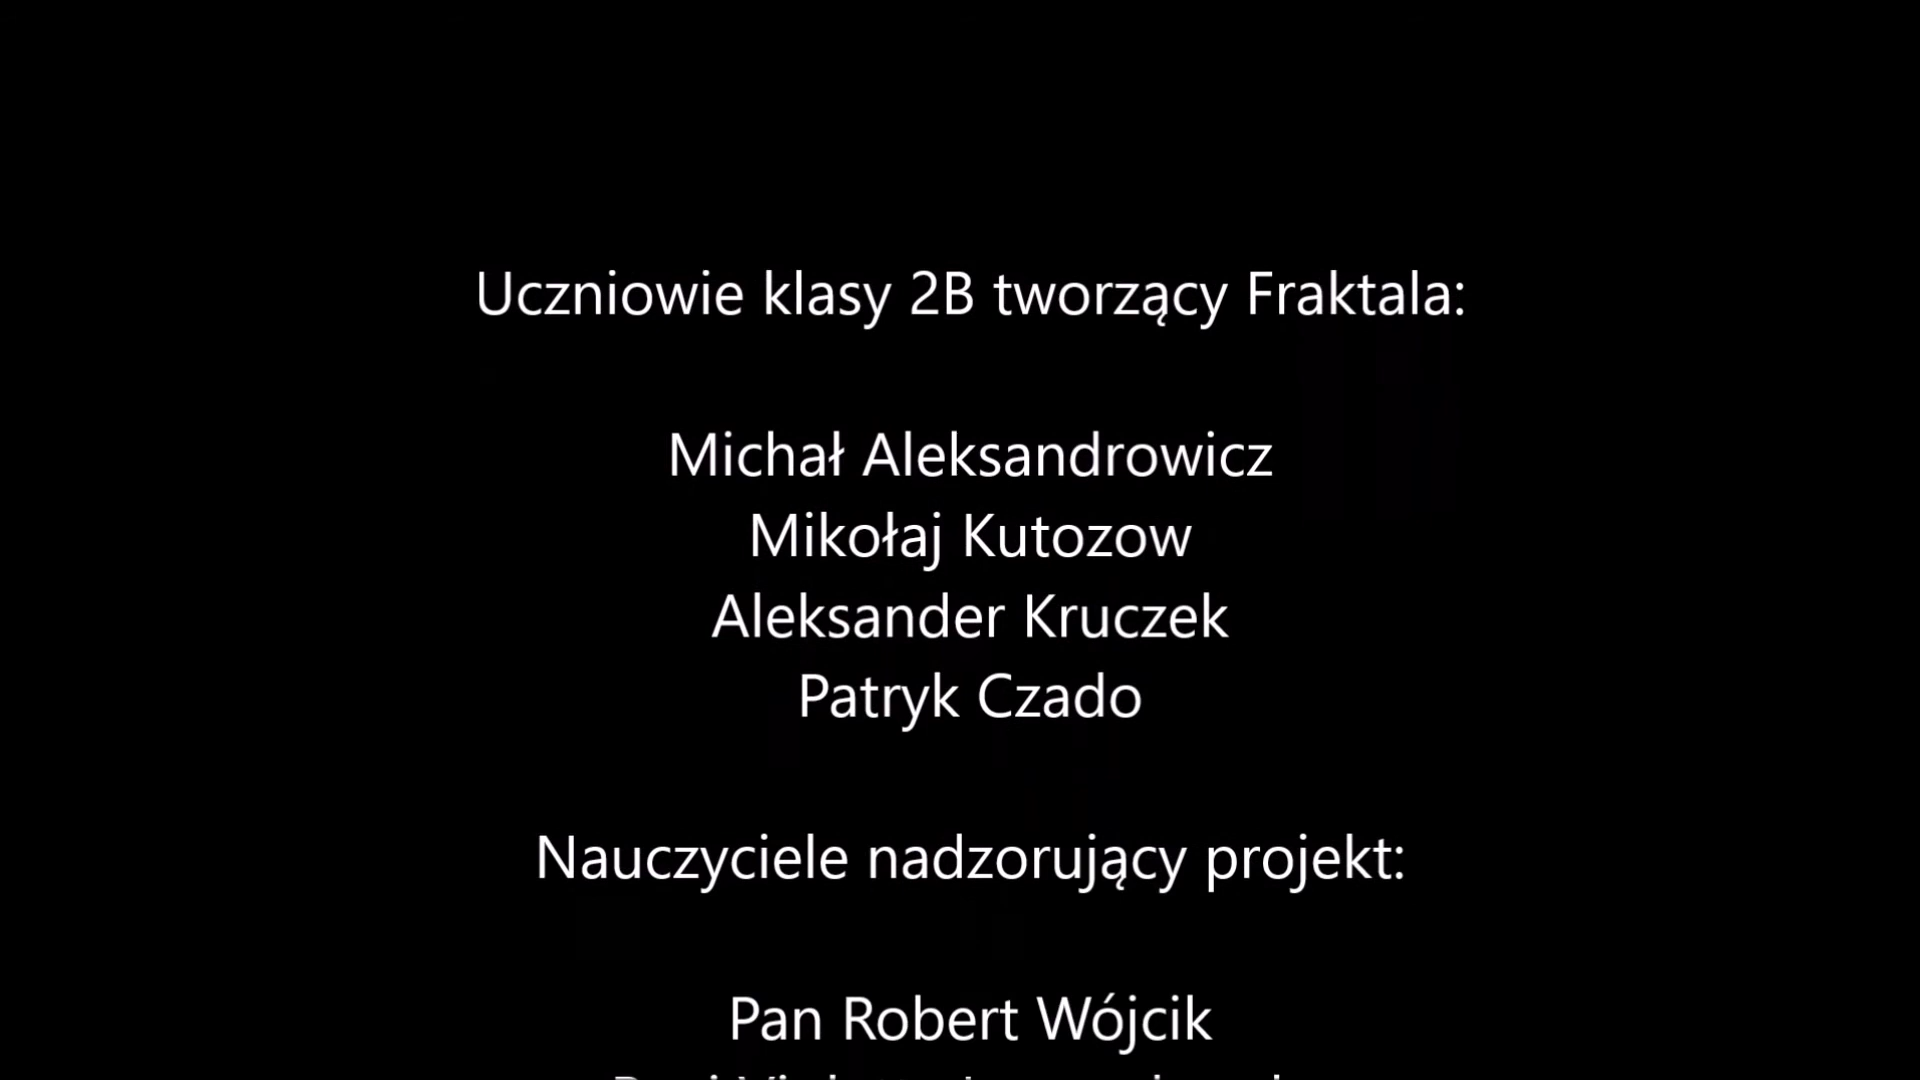 Uczniowie klasy 2B tworzący Fraktala:
Michał Aleksandrowicz
Mikołaj Kutozow
Aleksander Kruczek
Patryk Czado
Nauczyciele nadzorujący projekt:
Pan Robert Wójcik